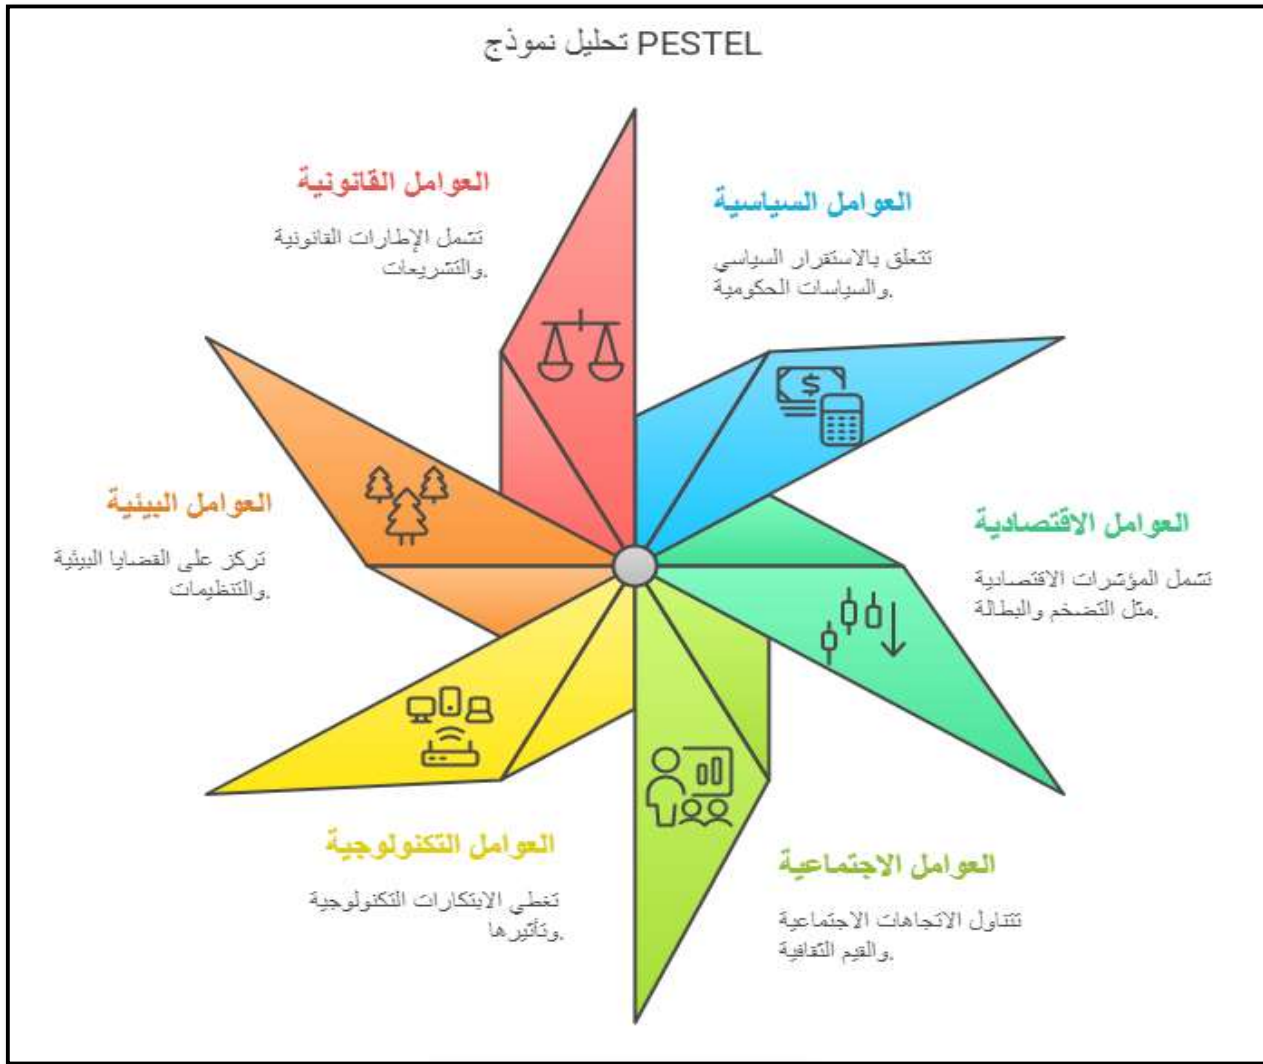 تحليل نموذج PESTEL
العوامل القانونية
تشمل الإطارات القانونية
والتشريعات.
العوامل السياسية
تتعلق بالاستقرار السياسي
والسياسات الحكومية.
$
العوامل الاقتصادية
تشمل المؤشرات الاقتصادية
مثل التضخم والبطالة.
العوامل البيئية
تركز على القضايا البيئية
والتنظيمات.
العوامل التكنولوجية
تغطي الابتكارات التكنولوجية
وتأثيرها.
العوامل الاجتماعية
تتناول الاتجاهات الاجتماعية
والقيم الثقافية.